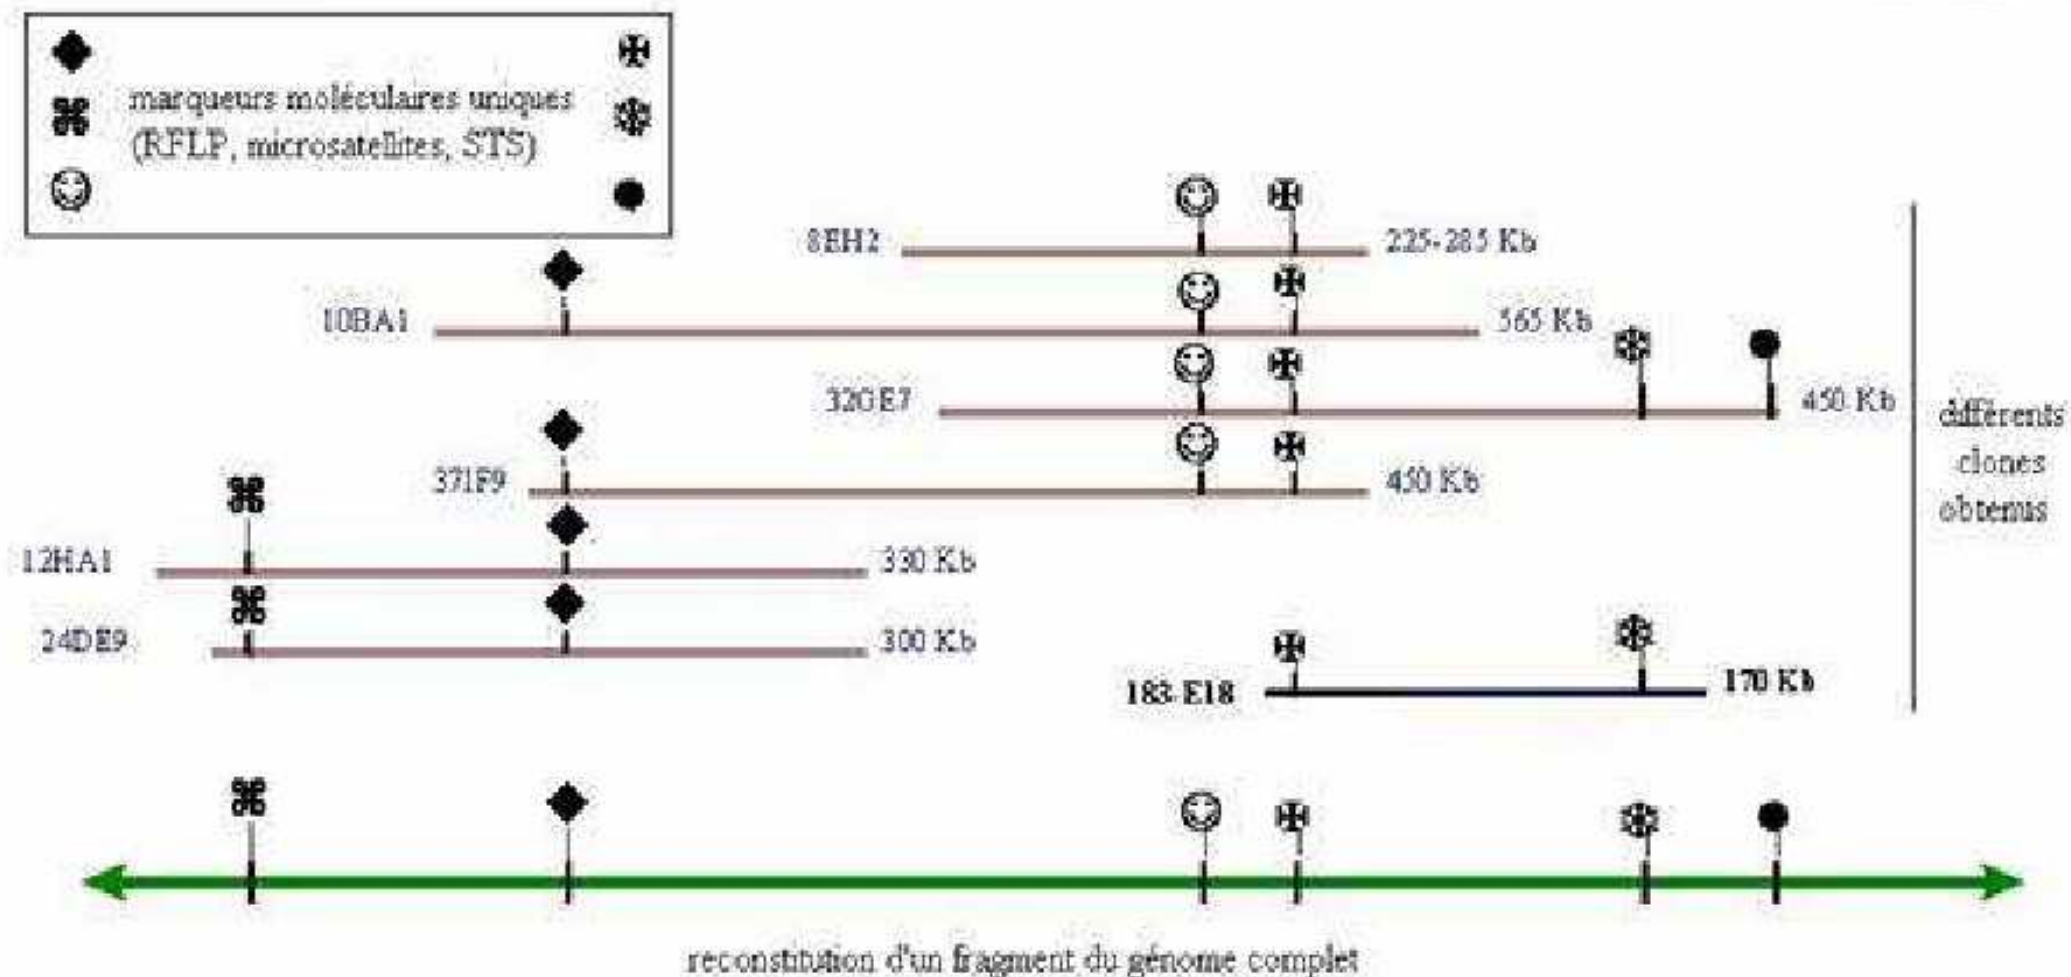 marqueurs moléculaires uniques
(RFLP, microsatellites, STS)
8EH2
225-285 Kb
10BA1
565 Kb
32GE7
450 Kb
371F9
450 Kb
12HA1
330 Kb
24DE9
300 Kb
183-E18
170 Kb
différents
clones
obtenus
reconstitution d'un fragment du génome complet